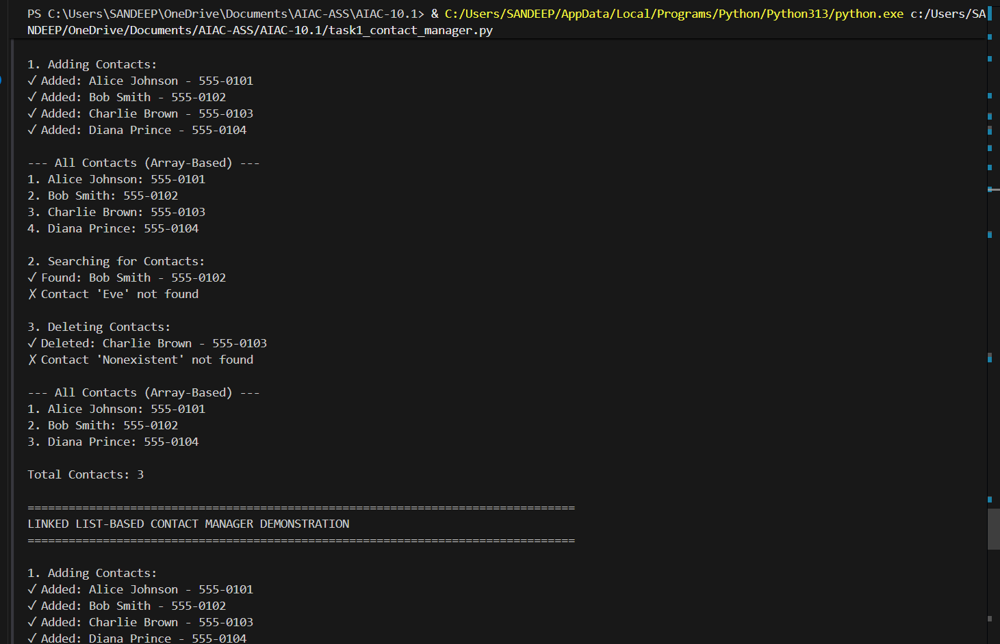 PS C:\Users\SANDEEP\OneDrive\Documents\AIAC-ASS\AIAC-10.1> & C:/Users/SANDEEP/AppData/Local/Programs/Python/Python313/python.exe c:/Users/SA
NDEEP/OneDrive/Documents/AIAC-ASS/AIAC-10.1/task1_contact_manager.py
1. Adding Contacts:
✓ Added: Alice Johnson - 555-0101
✓ Added: Bob Smith - 555-0102
✓ Added: Charlie Brown - 555-0103
✓ Added: Diana Prince - 555-0104
--- All Contacts (Array-Based) ---
1. Alice Johnson: 555-0101
2. Bob Smith: 555-0102
3. Charlie Brown: 555-0103
4. Diana Prince: 555-0104
2. Searching for Contacts:
✓ Found: Bob Smith - 555-0102
✗ Contact 'Eve' not found
3. Deleting Contacts:
✓ Deleted: Charlie Brown - 555-0103
✗ Contact 'Nonexistent' not found
--- All Contacts (Array-Based) ---
1. Alice Johnson: 555-0101
2. Bob Smith: 555-0102
3. Diana Prince: 555-0104
Total Contacts: 3
================================================================================
LINKED LIST-BASED CONTACT MANAGER DEMONSTRATION
================================================================================
1. Adding Contacts:
✓ Added: Alice Johnson - 555-0101
✓ Added: Bob Smith - 555-0102
✓ Added: Charlie Brown - 555-0103
✓ Added: Diana Prince - 555-0104